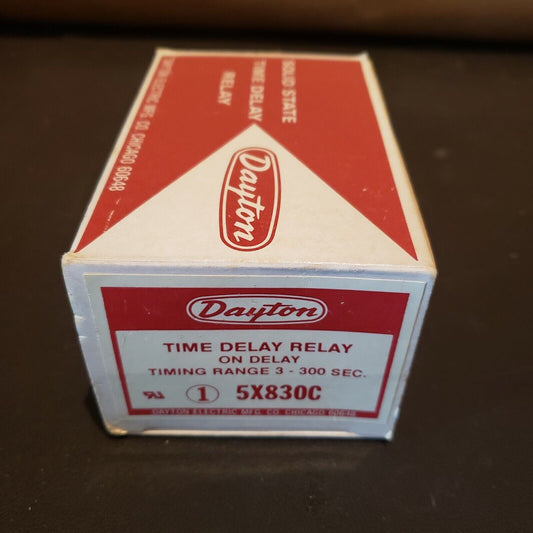 SOLID STATE
TIME DELAY
RELAY
Dayton
DAYTON ELECTRIC MFG. CO. CHICAGO 60648
Dayton
TIME DELAY RELAY
ON DELAY
TIMING RANGE 3 - 300 SEC.
1 5X830C
DAYTON ELECTRIC MFG. CO. CHICAGO 60648